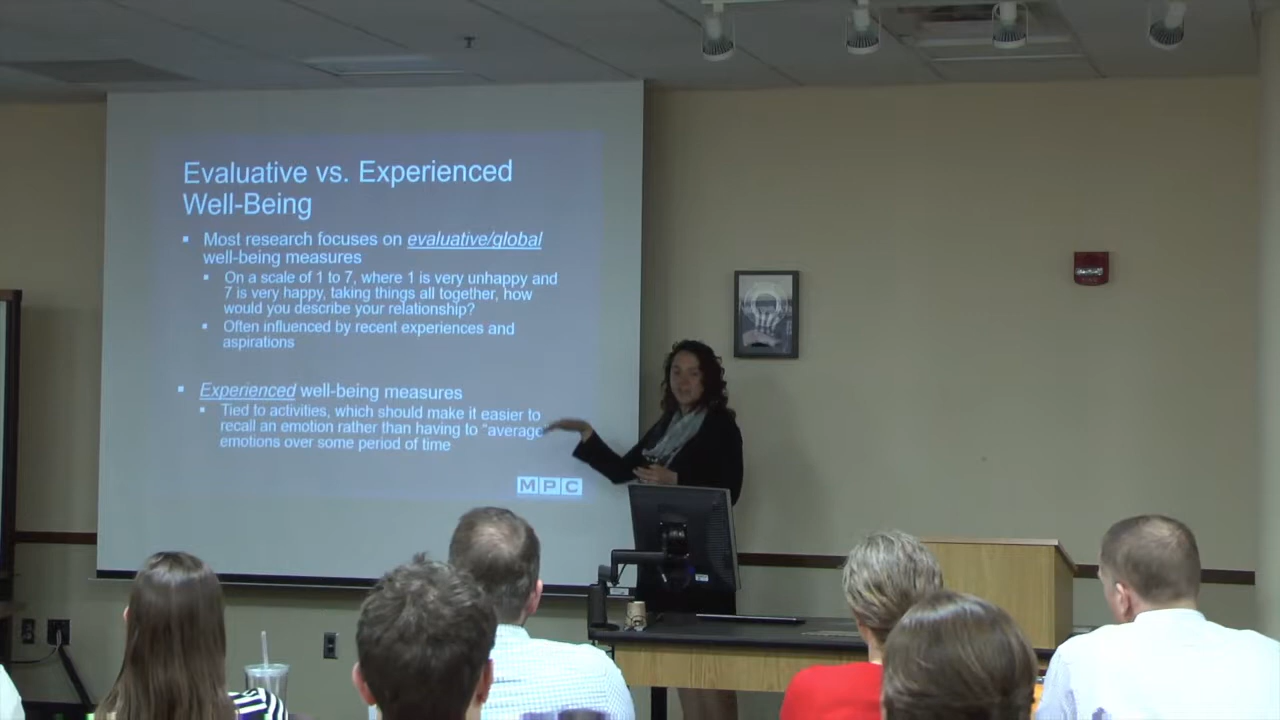 Evaluative vs. Experienced
Well-Being
Most research focuses on evaluative/global
well-being measures
On a scale of 1 to 7, where 1 is very unhappy and
7 is very happy, taking things all together, how
would you describe your relationship?
Often influenced by recent experiences and
aspirations
Experienced well-being measures
Tied to activities, which should make it easier to
recall an emotion rather than having to "average"
emotions over some period of time
MPC